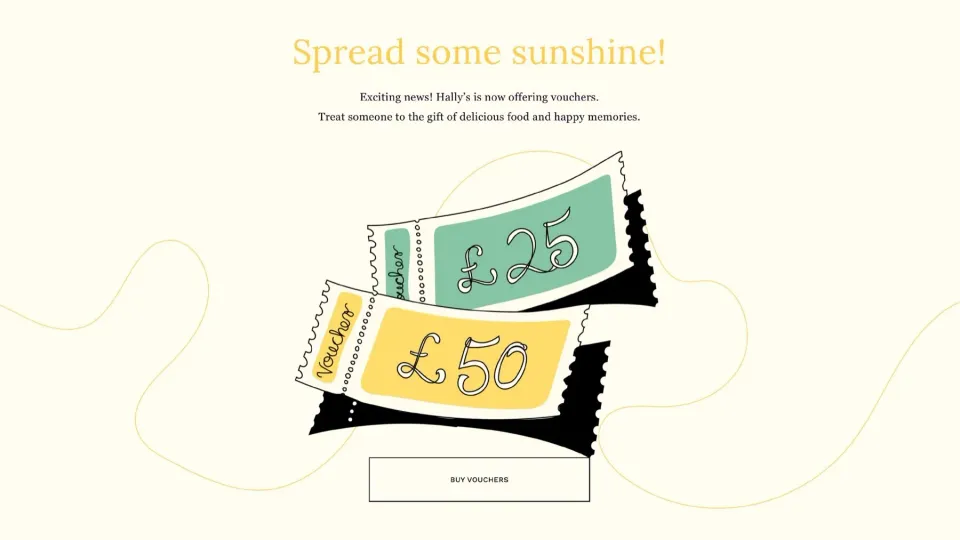 Spread some sunshine!
Exciting news! Hally's is now offering vouchers.
Treat someone to the gift of delicious food and happy memories.
oucher
£25
Voucher
£50
BUY VOUCHERS